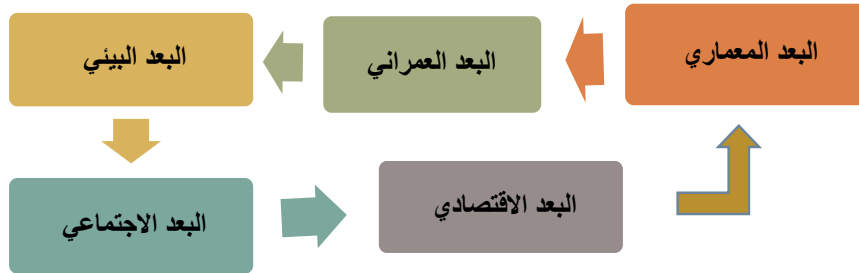 البعد المعماري
البعد العمراني
البعد البيئي
البعد الاجتماعي
البعد الاقتصادي